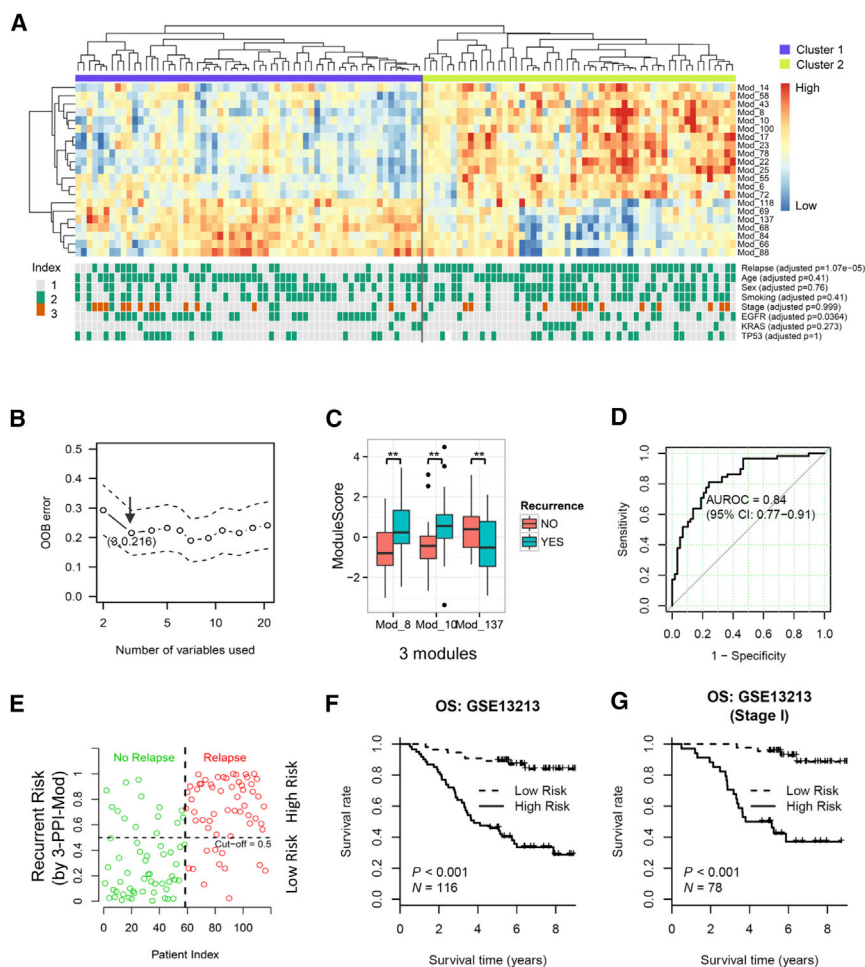 A
Cluster 1
Cluster 2
High
Low
Mod_14
Mod_58
Mod_43
Mod_8
Mod_10
Mod_100
Mod_17
Mod_23
Mod_78
Mod_22
Mod_25
Mod_55
Mod_6
Mod_72
Mod_118
Mod_69
Mod_137
Mod_68
Mod_84
Mod_66
Mod_88
Index
1
2
3
Relapse (adjusted p=1.07e−05)
Age (adjusted p=0.41)
Sex (adjusted p=0.76)
Smoking (adjusted p=0.41)
Stage (adjusted p=0.999)
EGFR (adjusted p=0.0364)
KRAS (adjusted p=0.273)
TP53 (adjusted p=1)
B
OOB error
0.5
0.4
0.3
0.2
0.1
0.0
(3,0.216)
2 5 10 20
Number of variables used
C
ModuleScore
4
2
0
−2
** ** **
Mod_8 Mod_10 Mod_137
3 modules
Recurrence
NO
YES
D
Sensitivity
1.0
0.8
0.6
0.4
0.2
0.0
AUROC = 0.84
(95% CI: 0.77−0.91)
0.0 0.2 0.4 0.6 0.8 1.0
1 − Specificity
E
Recurrent Risk
(by 3-PPI-Mod)
No Relapse Relapse
1
0.8
0.6
0.4
0.2
0
Cut−off = 0.5
High Risk
Low Risk
0 20 40 60 80 100
Patient Index
F
OS: GSE13213
Survival rate
1.0
0.8
0.6
0.4
0.2
0.0
Low Risk
High Risk
P < 0.001
N = 116
0 2 4 6 8
Survival time (years)
G
OS: GSE13213
(Stage I)
Survival rate
1.0
0.8
0.6
0.4
0.2
0.0
Low Risk
High Risk
P < 0.001
N = 78
0 2 4 6 8
Survival time (years)